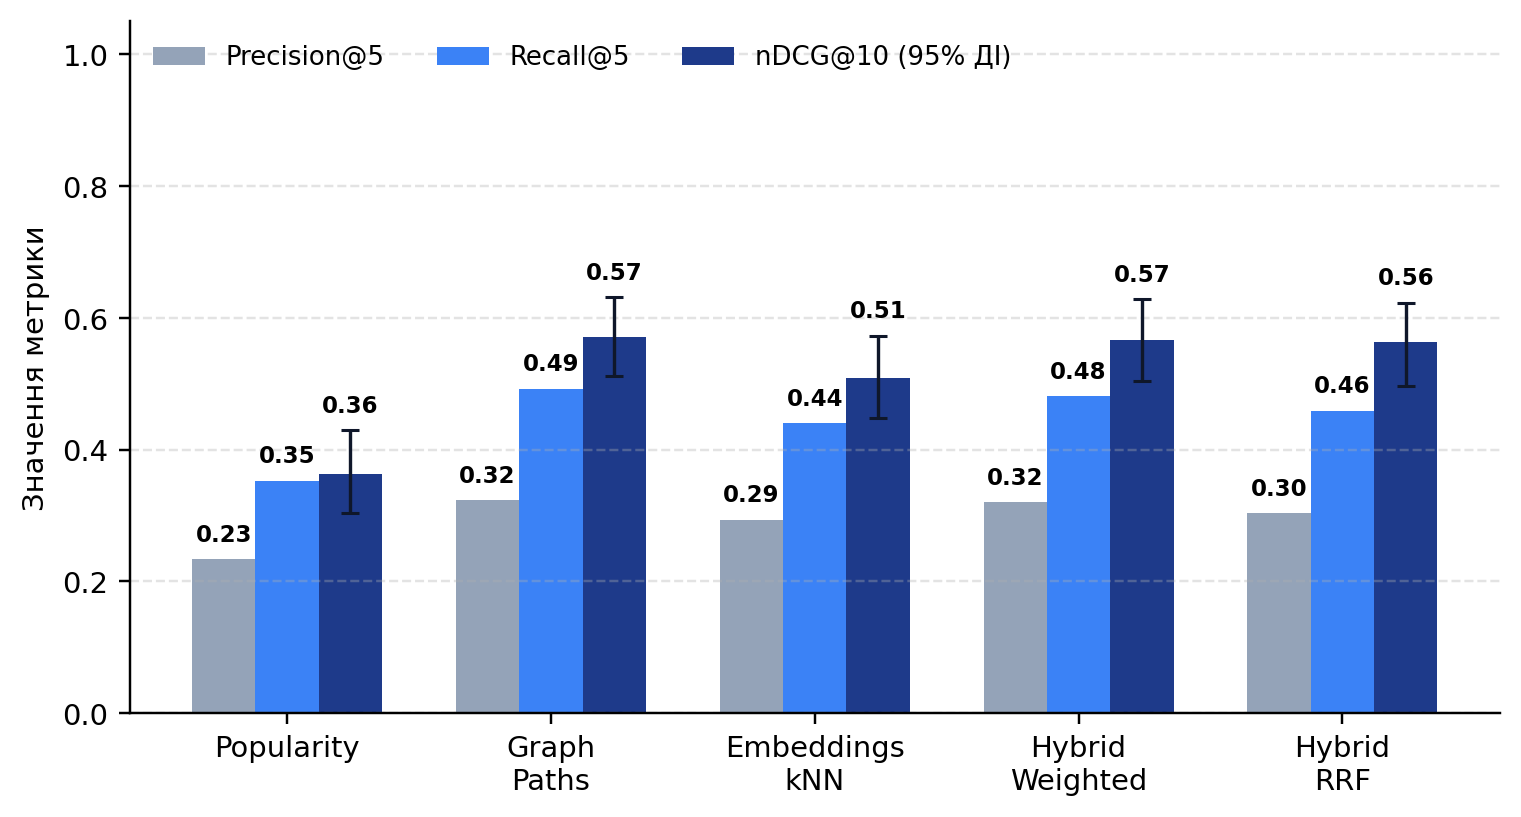 Precision@5 Recall@5 nDCG@10 (95% ДІ)
Значення метрики
1.0
0.8
0.6
0.4
0.2
0.0
0.23 0.35 0.36
0.32 0.49 0.57
0.29 0.44 0.51
0.32 0.48 0.57
0.30 0.46 0.56
Popularity
Graph
Paths
Embeddings
kNN
Hybrid
Weighted
Hybrid
RRF